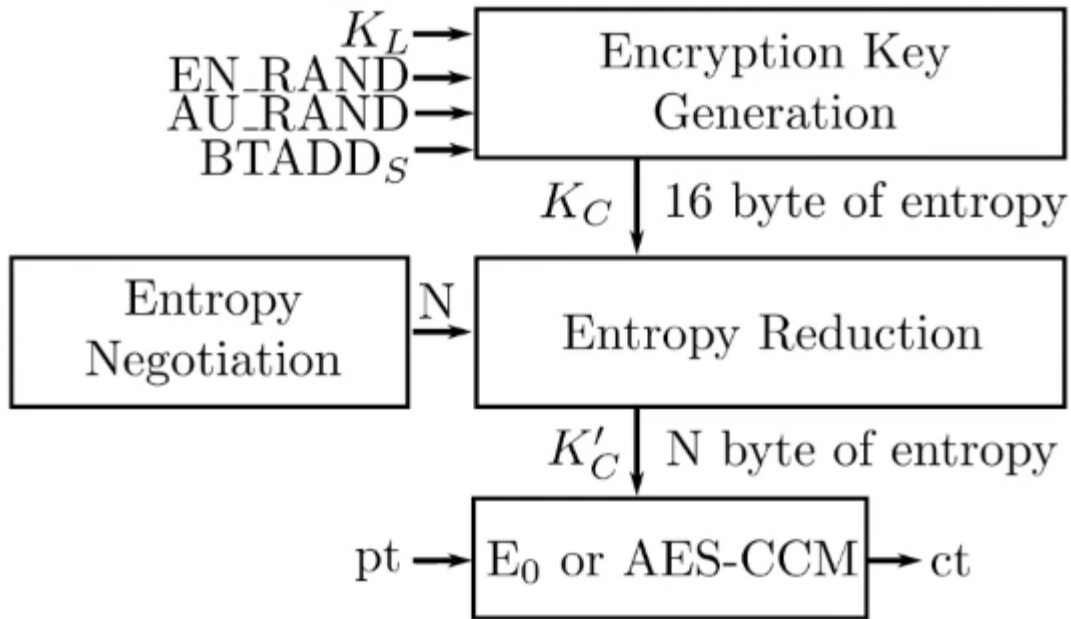 K_L
EN_RAND
AU_RAND
BTADD_S
Encryption Key
Generation
K_C 16 byte of entropy
Entropy
Negotiation
N
Entropy Reduction
K'_C N byte of entropy
pt
E_0 or AES-CCM
ct